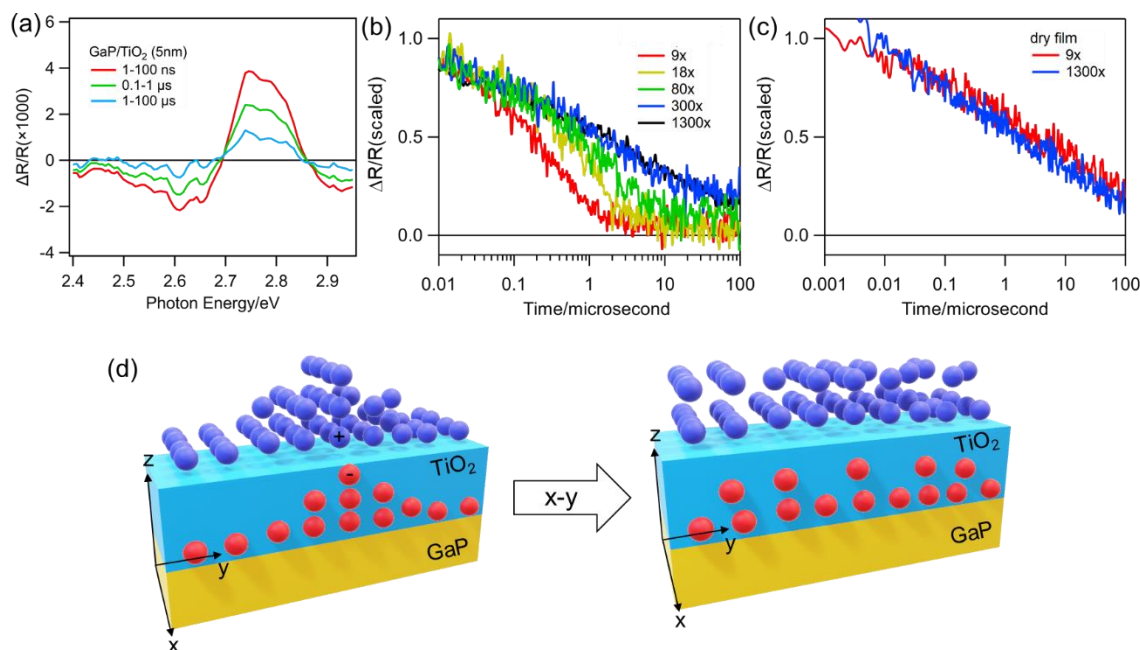 (a)
6
4
2
0
-2
-4
ΔR/R(×1000)
GaP/TiO2 (5nm)
1-100 ns
0.1-1 µs
1-100 µs
2.4 2.5 2.6 2.7 2.8 2.9
Photon Energy/eV
(b)
1.0
0.5
0.0
ΔR/R(scaled)
9x
18x
80x
300x
1300x
0.01 0.1 1 10 100
Time/microsecond
(c)
1.0
0.5
0.0
ΔR/R(scaled)
dry film
9x
1300x
0.001 0.01 0.1 1 10 100
Time/microsecond
(d)
z
+
-
TiO2
GaP
y
x
x-y
z
TiO2
GaP
y
x